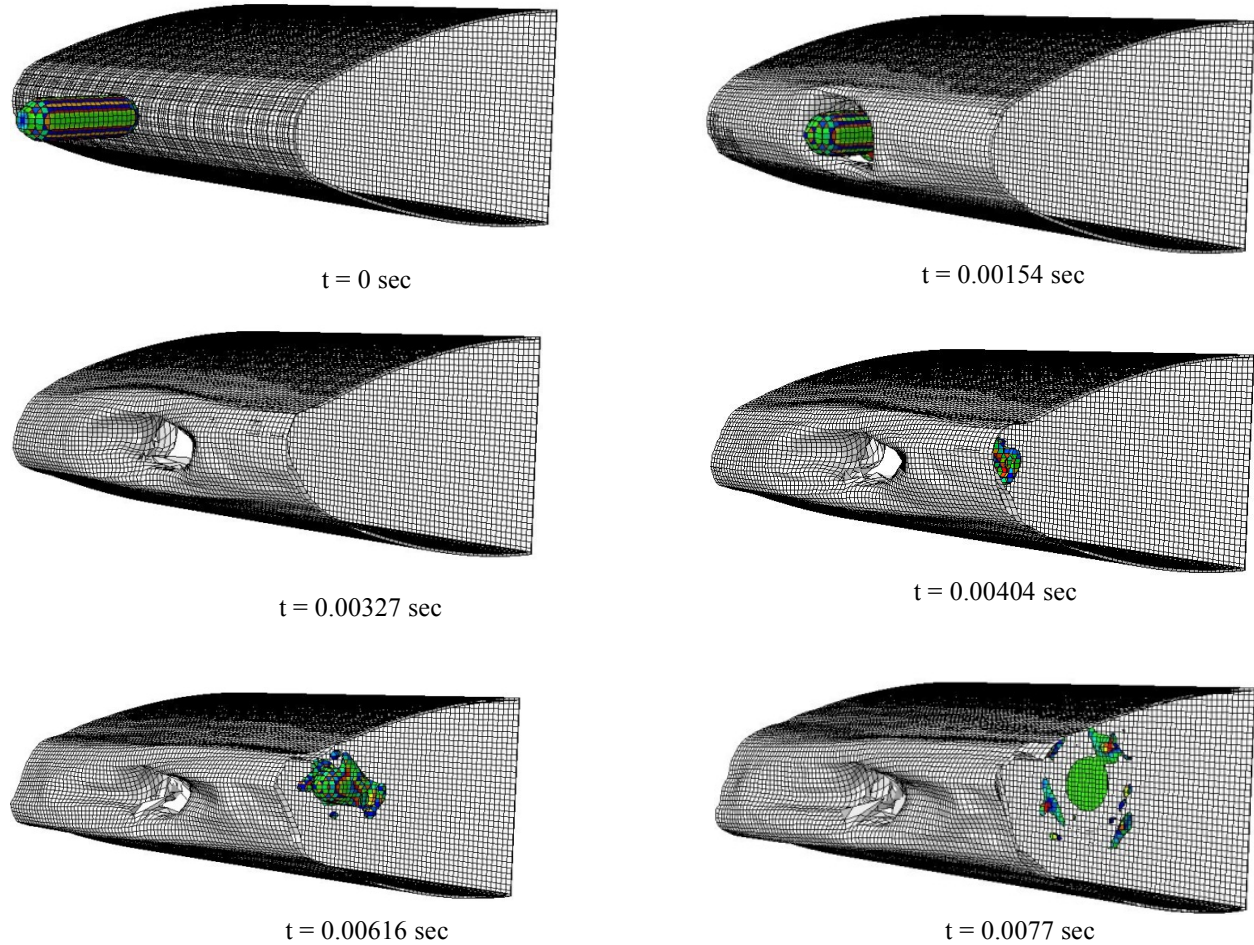 t = 0 sec
t = 0.00154 sec
t = 0.00327 sec
t = 0.00404 sec
t = 0.00616 sec
t = 0.0077 sec